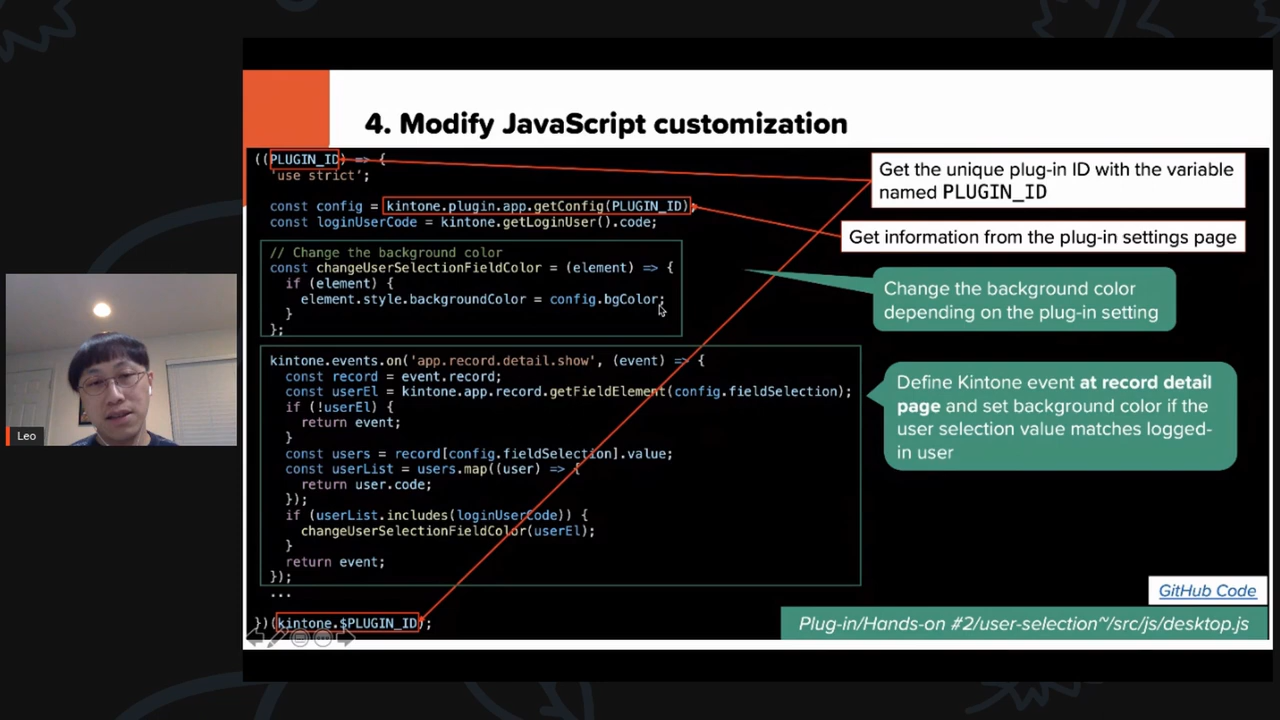 4. Modify JavaScript customization
((PLUGIN_ID) => {
'use strict';
const config = kintone.plugin.app.getConfig(PLUGIN_ID);
const loginUserCode = kintone.getLoginUser().code;
// Change the background color
const changeUserSelectionFieldColor = (element) => {
if (element) {
element.style.backgroundColor = config.bgColor;
}
};
kintone.events.on('app.record.detail.show', (event) => {
const record = event.record;
const userEl = kintone.app.record.getFieldElement(config.fieldSelection);
if (!userEl) {
return event;
}
const users = record[config.fieldSelection].value;
const userList = users.map((user) => {
return user.code;
});
if (userList.includes(loginUserCode)) {
changeUserSelectionFieldColor(userEl);
}
return event;
});
...
})(kintone.$PLUGIN_ID);
Get the unique plug-in ID with the variable
named PLUGIN_ID
Get information from the plug-in settings page
Change the background color
depending on the plug-in setting
Define Kintone event at record detail
page and set background color if the
user selection value matches logged-
in user
GitHub Code
Plug-in/Hands-on #2/user-selection~/src/js/desktop.js
Leo